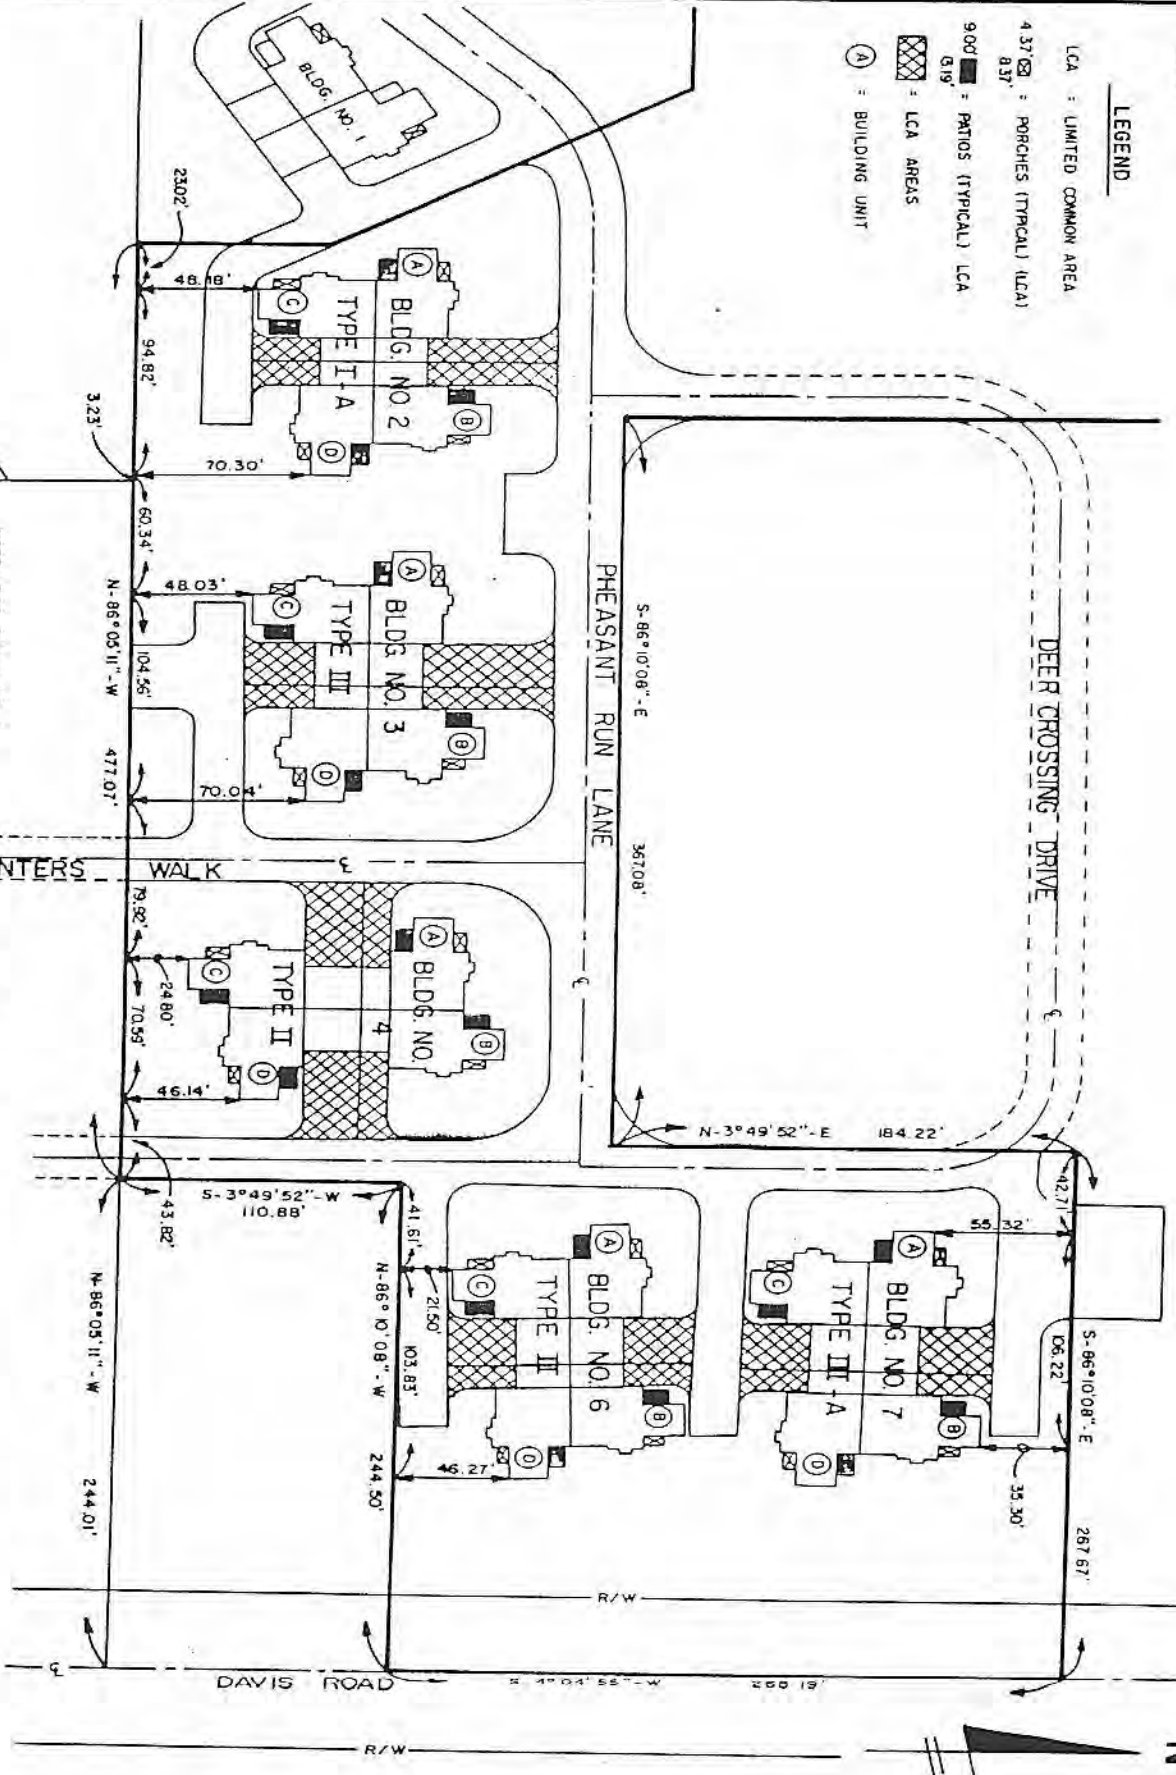 LEGEND
LCA = LIMITED COMMON AREA
4.37' = PORCHES (TYPICAL) (LCA)
8.37'
9.00' = PATIOS (TYPICAL) LCA
13.19'
= LCA AREAS
A = BUILDING UNIT
BLDG. NO. 1
23.02'
48.18'
94.82'
3.23'
70.30'
60.34'
48.03'
N-86°05'11"-W
104.56'
477.07'
70.04'
A
B
C
D
BLDG. NO. 2
TYPE I-A
A
B
C
D
BLDG. NO. 3
TYPE III
PHEASANT RUN LANE
S-86°10'08"-E
367.08'
DEER CROSSING DRIVE
℄
℄
NTERS WALK
℄
79.92'
24.80'
70.59'
46.14'
43.82'
A
B
C
D
BLDG. NO. 4
TYPE II
N-3°49'52"-E 184.22'
S-3°49'52"-W
110.88'
41.61'
21.50'
N-86°10'08"-W
103.83'
244.50'
46.27'
A
B
C
D
BLDG. NO. 6
TYPE III
A
B
C
D
BLDG. NO. 7
TYPE III-A
42.71'
55.32'
S-86°10'08"-E
106.22'
35.30'
267.67'
N-86°05'11"-W
244.01'
R/W
℄
DAVIS ROAD
S-4°04'55"-W
R/W